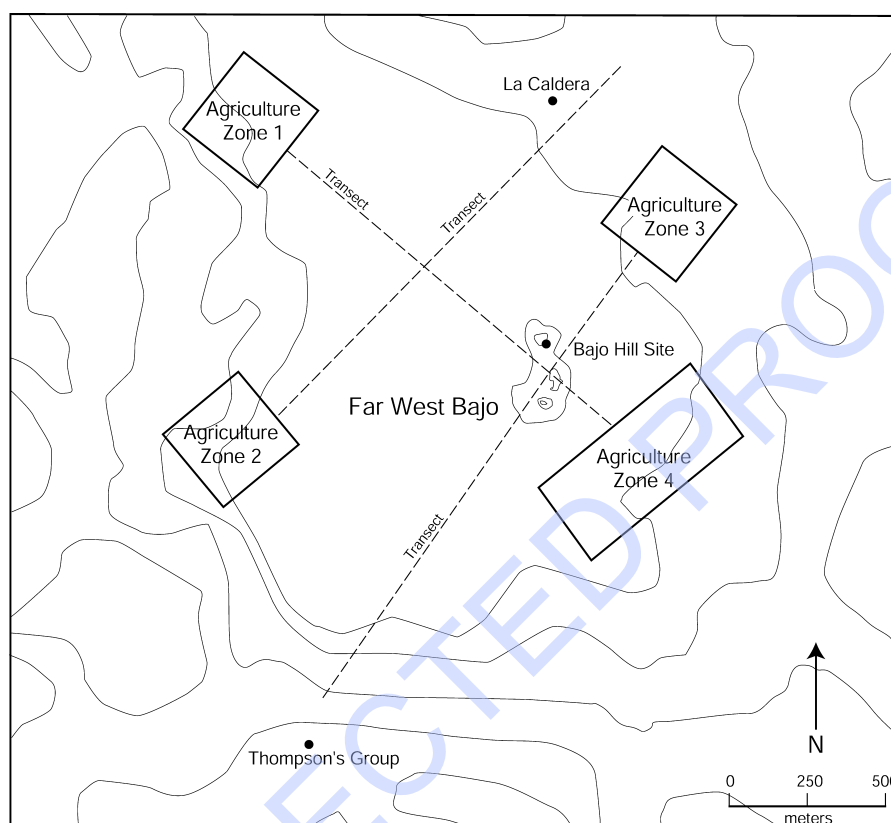 La Caldera
Agriculture
Zone 1
Transect
Transect
Agriculture
Zone 3
Bajo Hill Site
Far West Bajo
Agriculture
Zone 2
Agriculture
Zone 4
Transect
N
Thompson's Group
0 250 500
meters